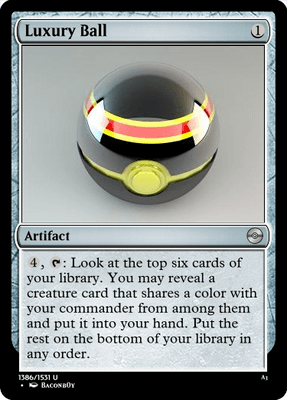 Luxury Ball 1
Artifact
4, T: Look at the top six cards of
your library. You may reveal a
creature card that shares a color with
your commander from among them
and put it into your hand. Put the
rest on the bottom of your library in
any order.
1386/1531 U
• BaconBoy